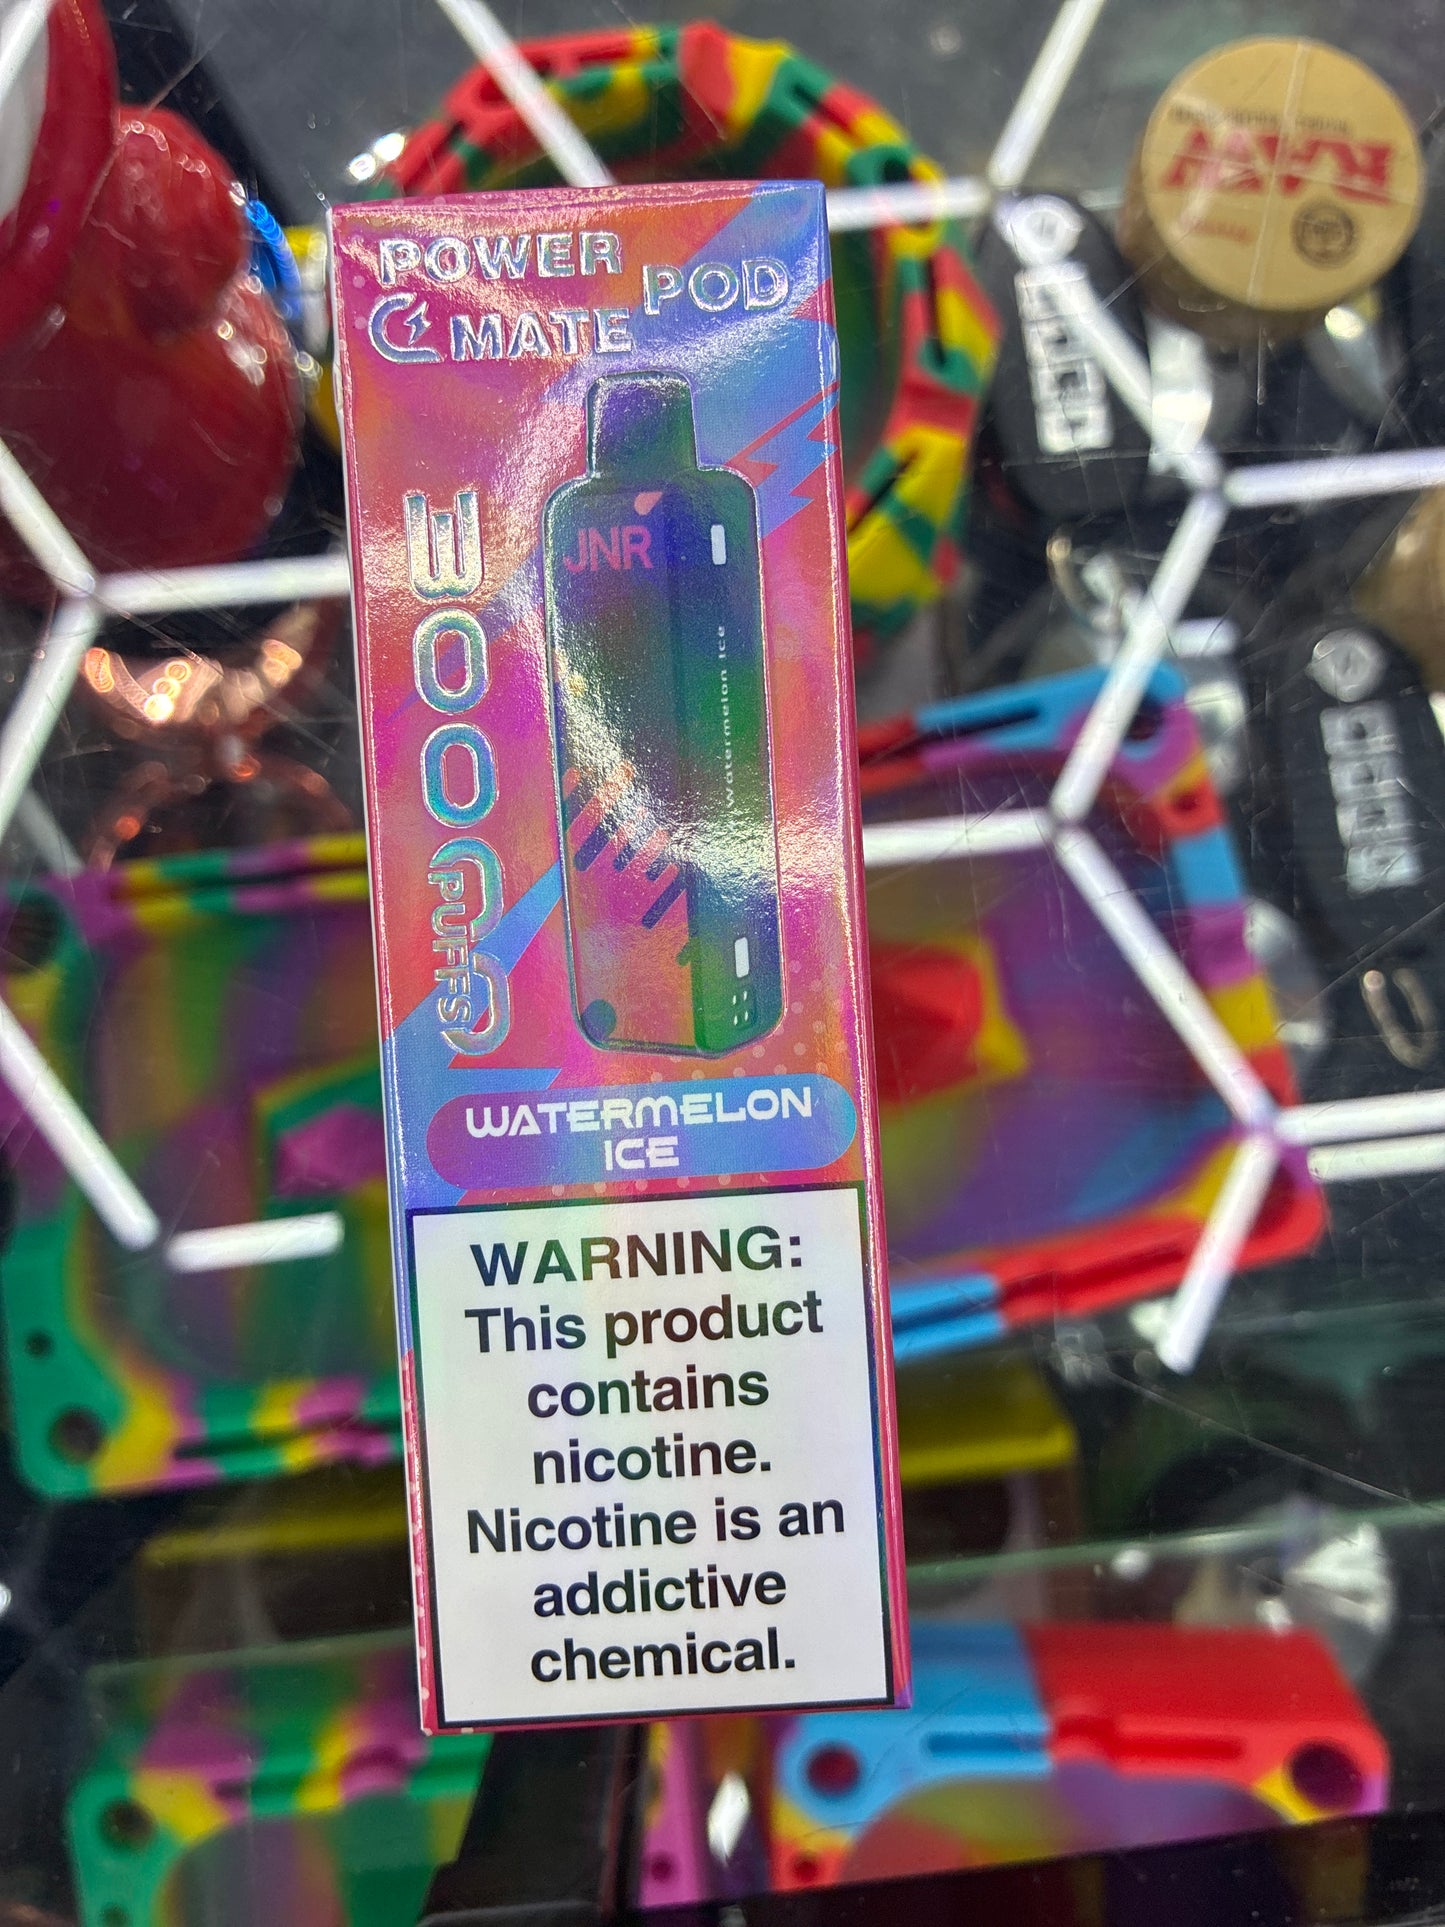 POWER
MATE POD
30000
PUFFS
JNR
Watermelon Ice
WATERMELON
ICE
WARNING:
This product
contains
nicotine.
Nicotine is an
addictive
chemical.
RAW